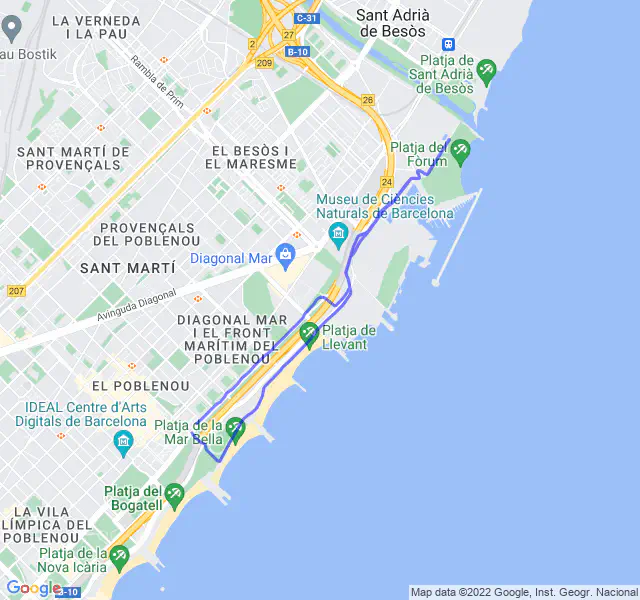 LA VERNEDA
I LA PAU
C-31
Sant Adrià
de Besòs
2
27
B-10
209
au Bostik
Rambla de Prim
Platja de
Sant Adrià
de Besòs
26
SANT MARTÍ DE
PROVENÇALS
EL BESÒS I
EL MARESME
Platja del
Fòrum
24
Museu de Ciències
Naturals de Barcelona
PROVENÇALS
DEL POBLENOU
Diagonal Mar
SANT MARTÍ
207
Avinguda Diagonal
DIAGONAL MAR
I EL FRONT
MARÍTIM DEL
POBLENOU
Platja de
Llevant
EL POBLENOU
IDEAL Centre d'Arts
Digitals de Barcelona
Platja de la
Mar Bella
Platja del
Bogatell
LA VILA
LÍMPICA DEL
POBLENOU
Platja de la
Nova Icària
Google
B-10
Map data ©2022 Google, Inst. Geogr. Nacional